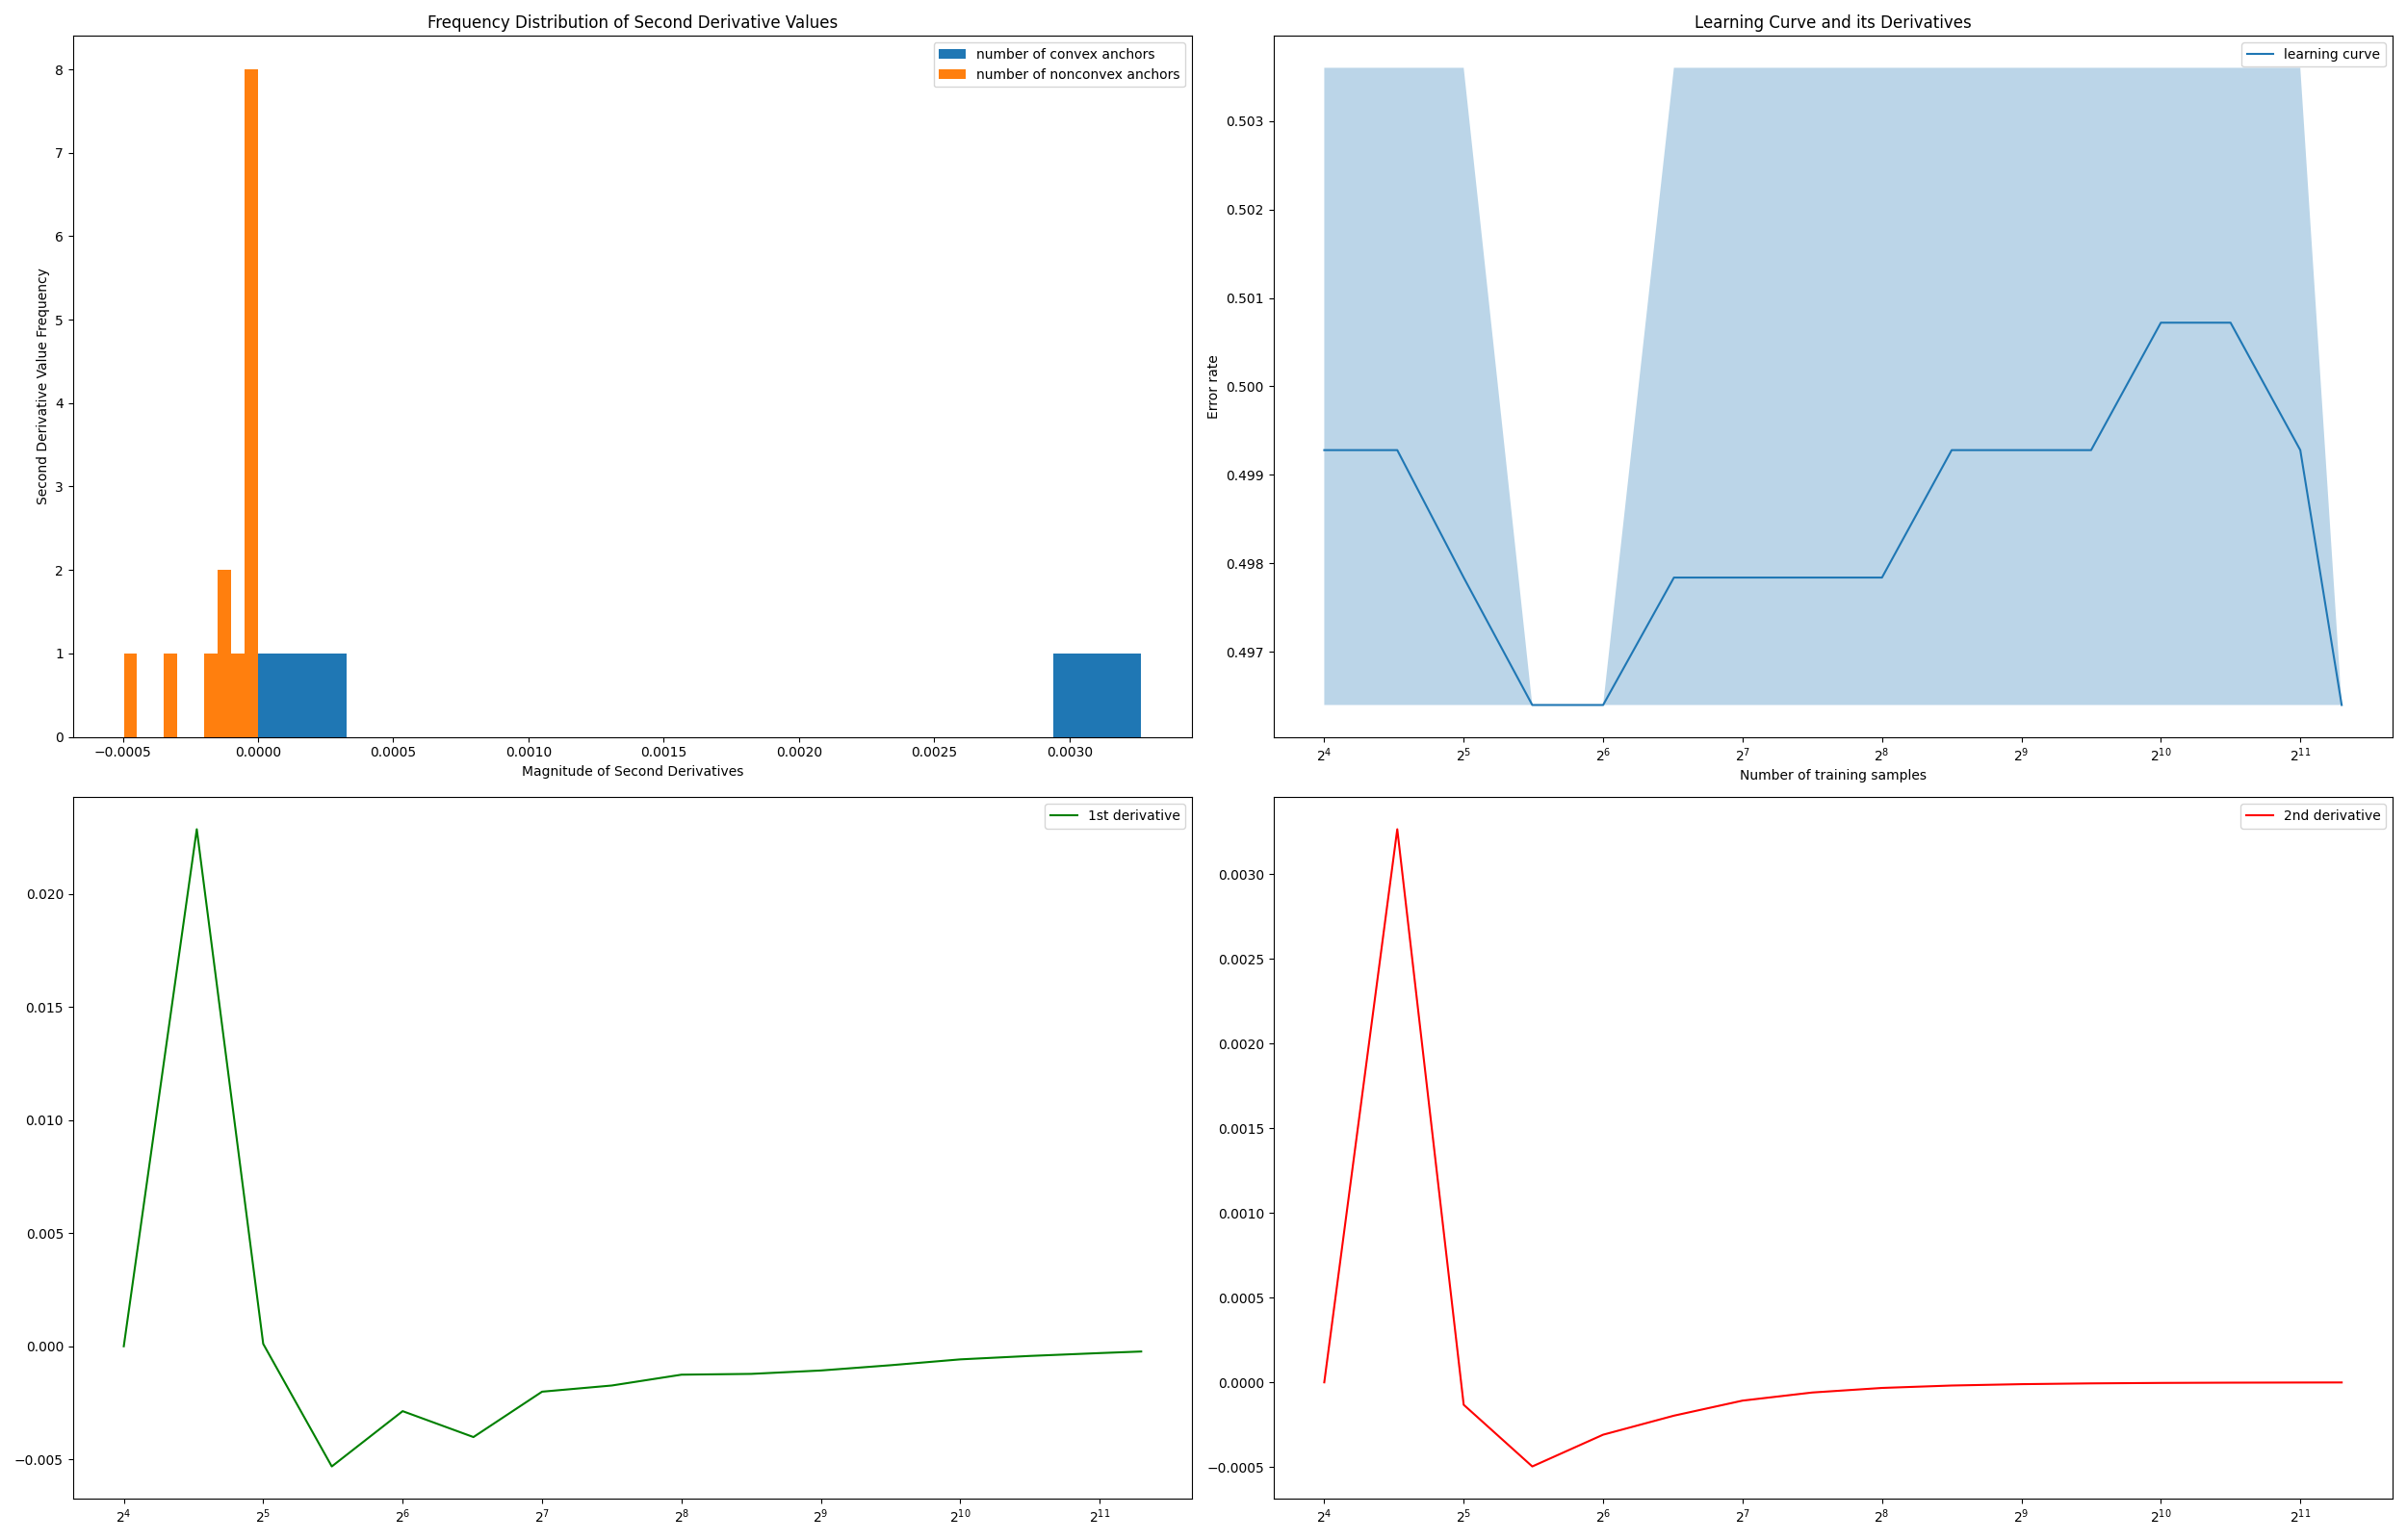 Frequency Distribution of Second Derivative Values
number of convex anchors
number of nonconvex anchors
Second Derivative Value Frequency
8
7
6
5
4
3
2
1
0
−0.0005 0.0000 0.0005 0.0010 0.0015 0.0020 0.0025 0.0030
Magnitude of Second Derivatives
Learning Curve and its Derivatives
learning curve
Error rate
0.503
0.502
0.501
0.500
0.499
0.498
0.497
2⁴ 2⁵ 2⁶ 2⁷ 2⁸ 2⁹ 2¹⁰ 2¹¹
Number of training samples
1st derivative
0.020
0.015
0.010
0.005
0.000
−0.005
2⁴ 2⁵ 2⁶ 2⁷ 2⁸ 2⁹ 2¹⁰ 2¹¹
2nd derivative
0.0030
0.0025
0.0020
0.0015
0.0010
0.0005
0.0000
−0.0005
2⁴ 2⁵ 2⁶ 2⁷ 2⁸ 2⁹ 2¹⁰ 2¹¹